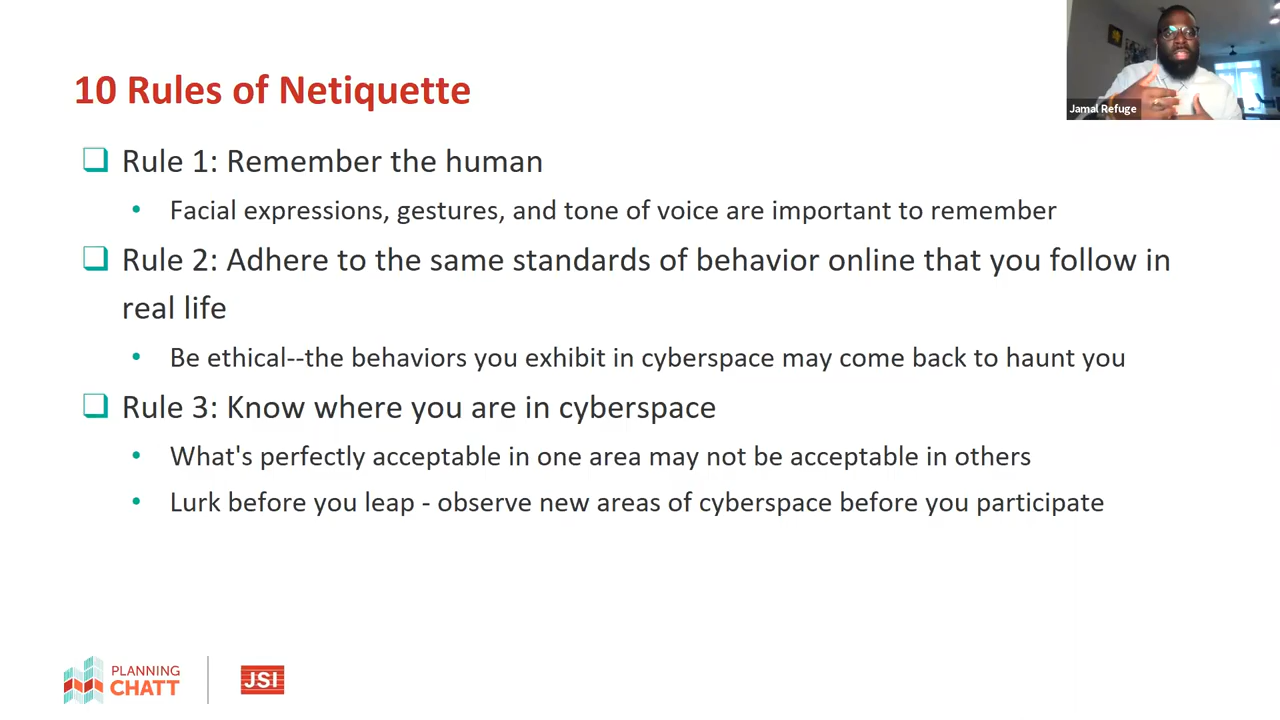 10 Rules of Netiquette
Jamal Refuge
Rule 1: Remember the human
Facial expressions, gestures, and tone of voice are important to remember
Rule 2: Adhere to the same standards of behavior online that you follow in
real life
Be ethical--the behaviors you exhibit in cyberspace may come back to haunt you
Rule 3: Know where you are in cyberspace
What's perfectly acceptable in one area may not be acceptable in others
Lurk before you leap - observe new areas of cyberspace before you participate
PLANNING
CHATT
JSI